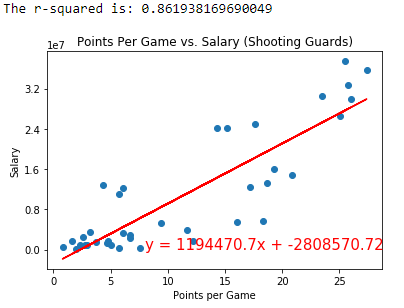 The r-squared is: 0.861938169690049
Points Per Game vs. Salary (Shooting Guards)
1e7
3.2
2.4
1.6
0.8
0.0
Salary
y = 1194470.7x + -2808570.72
0
5
10
15
20
25
Points per Game